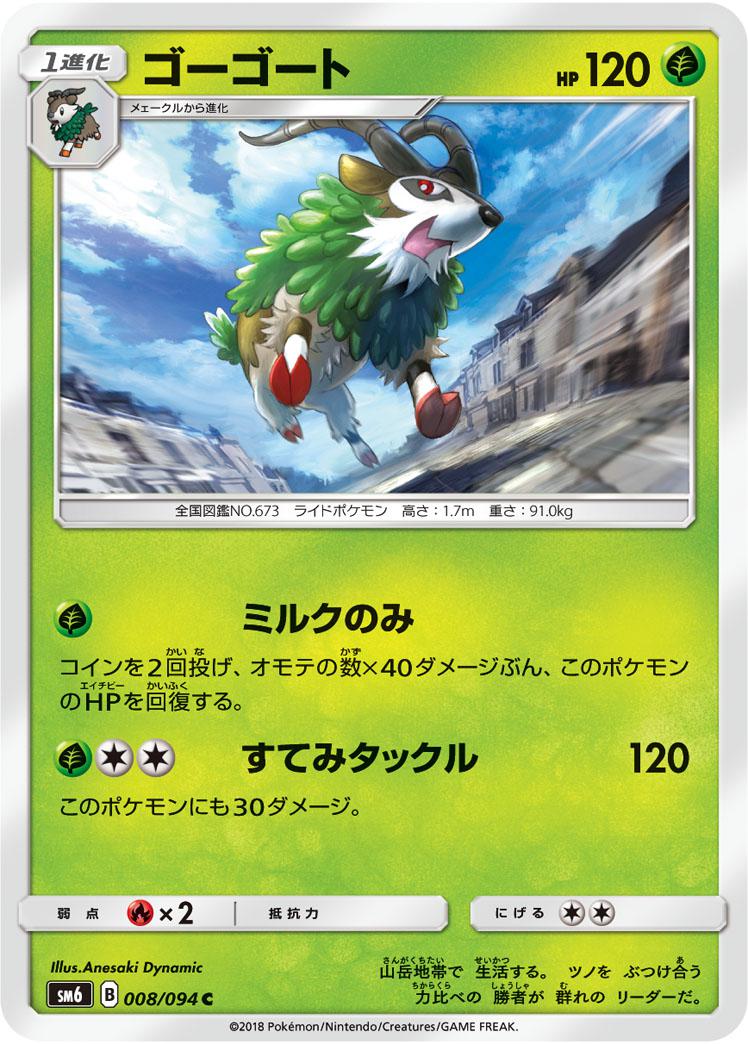 1進化
ゴーゴート
HP 120
メェークルから進化
全国図鑑NO.673 ライドポケモン 高さ:1.7m 重さ:91.0kg
ミルクのみ
コインを2回投げ、オモテの数×40ダメージぶん、このポケモン
のHPを回復する。
すてみタックル 120
このポケモンにも30ダメージ。
弱点 ×2 抵抗力 にげる
Illus.Anesaki Dynamic
SM6 B 008/094 C
山岳地帯で 生活する。 ツノを ぶつけ合う
力比べの 勝者が 群れの リーダーだ。
©2018 Pokémon/Nintendo/Creatures/GAME FREAK.